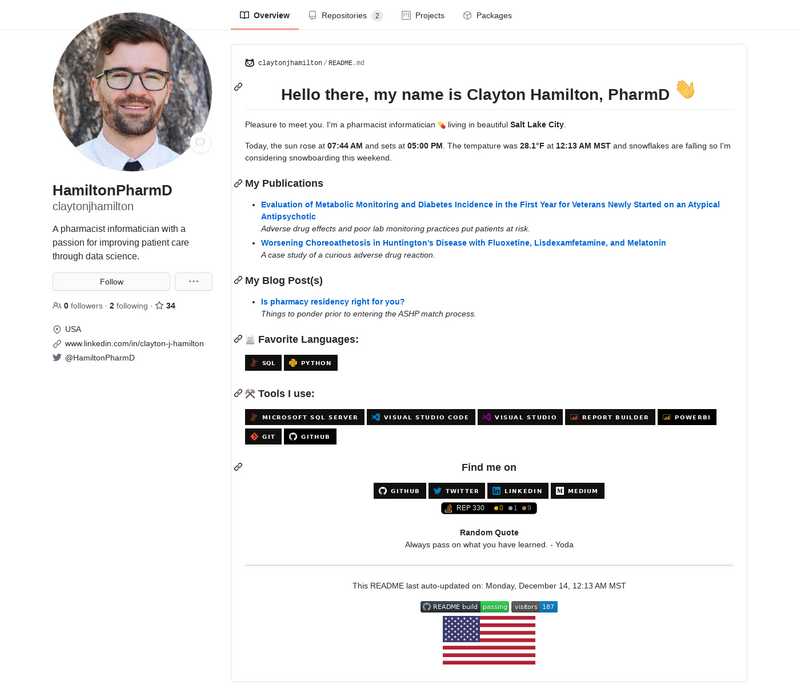 Overview
Repositories 2
Projects
Packages
HamiltonPharmD
claytonjhamilton
A pharmacist informatician with a
passion for improving patient care
through data science.
Follow
0 followers · 2 following · 34
USA
www.linkedin.com/in/clayton-j-hamilton
@HamiltonPharmD
claytonjhamilton/README.md
Hello there, my name is Clayton Hamilton, PharmD 👋
Pleasure to meet you. I'm a pharmacist informatician 💊 living in beautiful Salt Lake City.
Today, the sun rose at 07:44 AM and sets at 05:00 PM. The tempature was 28.1°F at 12:13 AM MST and snowflakes are falling so I'm
considering snowboarding this weekend.
My Publications
Evaluation of Metabolic Monitoring and Diabetes Incidence in the First Year for Veterans Newly Started on an Atypical
Antipsychotic
Adverse drug effects and poor lab monitoring practices put patients at risk.
Worsening Choreoathetosis in Huntington's Disease with Fluoxetine, Lisdexamfetamine, and Melatonin
A case study of a curious adverse drug reaction.
My Blog Post(s)
Is pharmacy residency right for you?
Things to ponder prior to entering the ASHP match process.
Favorite Languages:
SQL PYTHON
🛠 Tools I use:
MICROSOFT SQL SERVER VISUAL STUDIO CODE VISUAL STUDIO REPORT BUILDER POWERBI
GIT GITHUB
Find me on
GITHUB TWITTER LINKEDIN MEDIUM
REP 330 0 1 9
Random Quote
Always pass on what you have learned. - Yoda
This README last auto-updated on: Monday, December 14, 12:13 AM MST
README build passing visitors 187